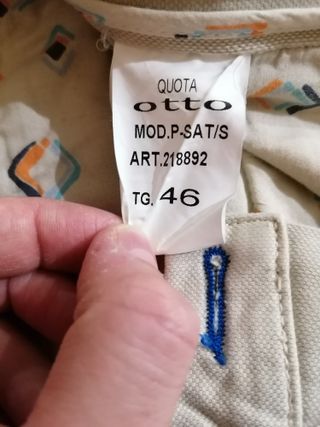 QUOTA
otto
MOD.P-SAT/S
ART.218892
TG. 46